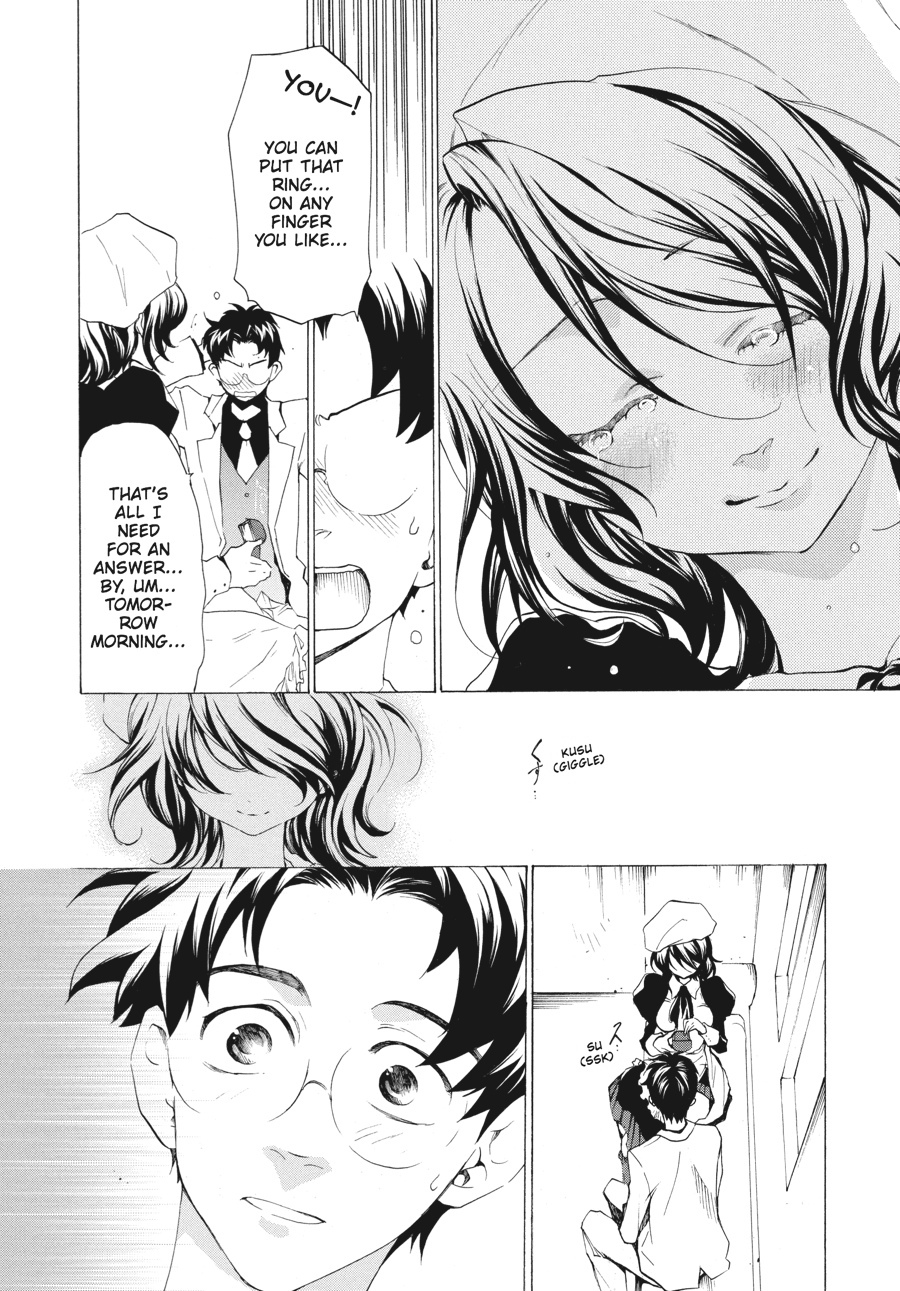 YOU—!
YOU CAN
PUT THAT
RING...
ON ANY
FINGER
YOU LIKE...
THAT'S
ALL I
NEED
FOR AN
ANSWER...
BY, UM...
TOMOR-
ROW
MORNING...
くす…
KUSU
(GIGGLE)
ス
SU
(SSK)